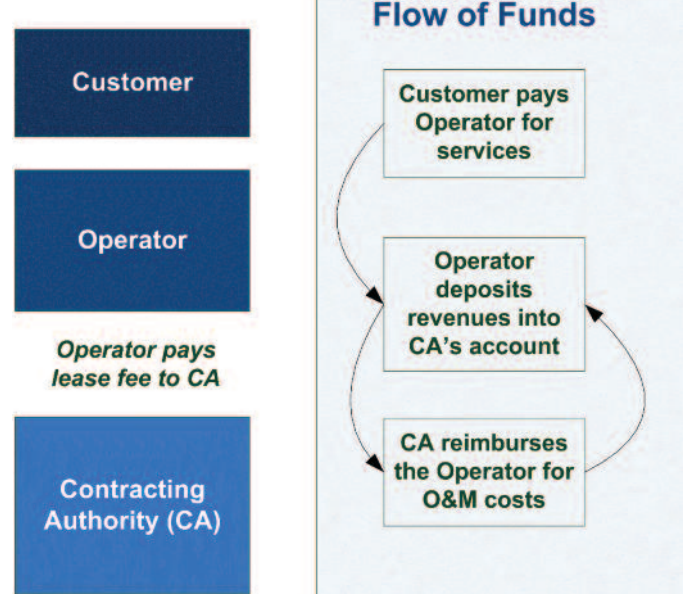 Flow of Funds
Customer
Operator
Operator pays
lease fee to CA
Contracting
Authority (CA)
Customer pays
Operator for
services
Operator
deposits
revenues into
CA's account
CA reimburses
the Operator for
O&M costs